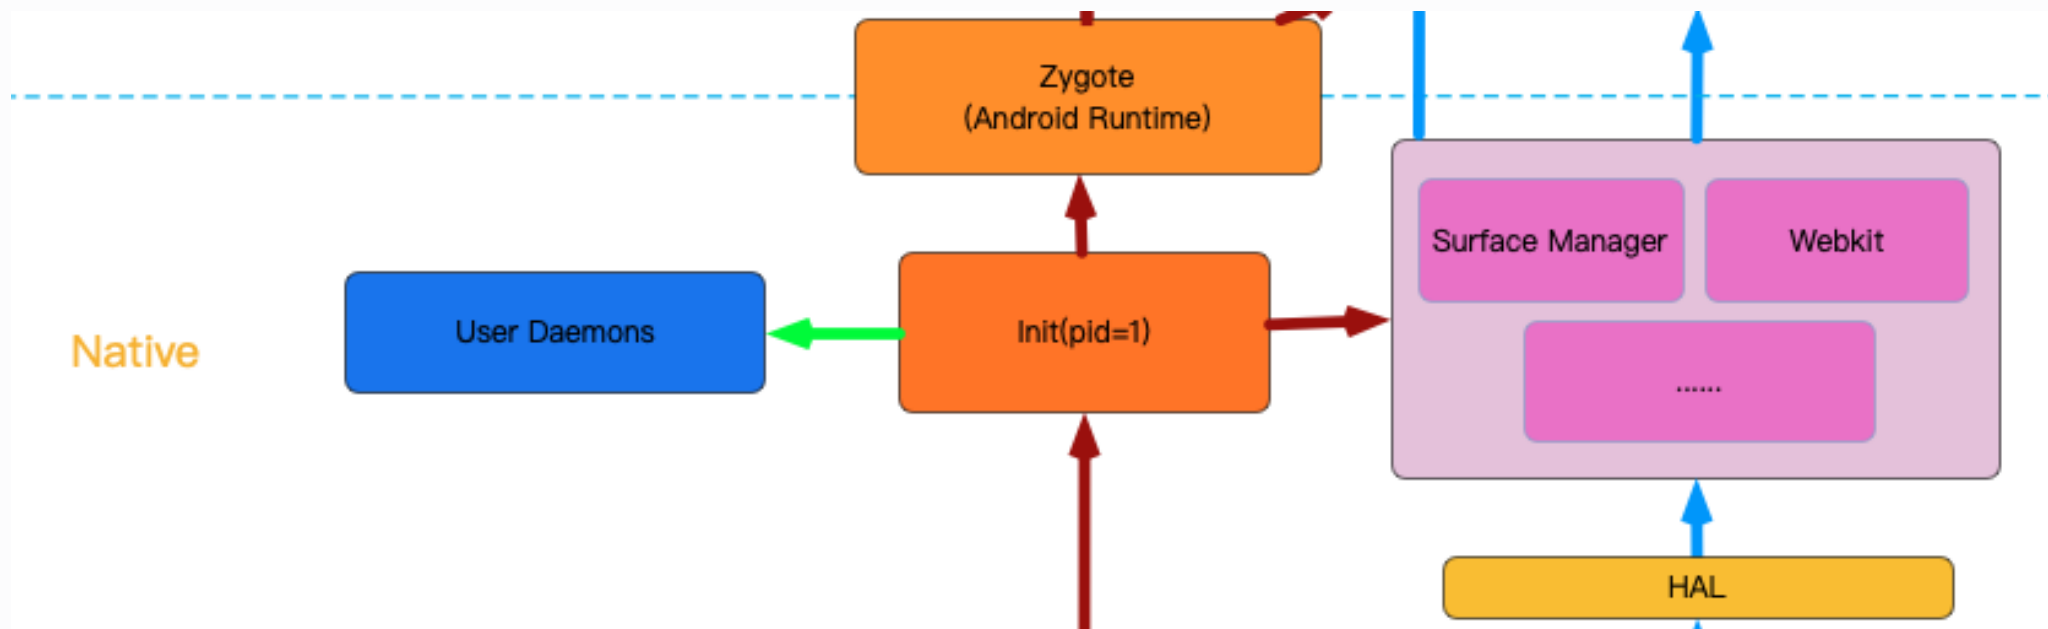 Zygote
(Android Runtime)
Surface Manager
Webkit
User Daemons
Init(pid=1)
Native
......
HAL